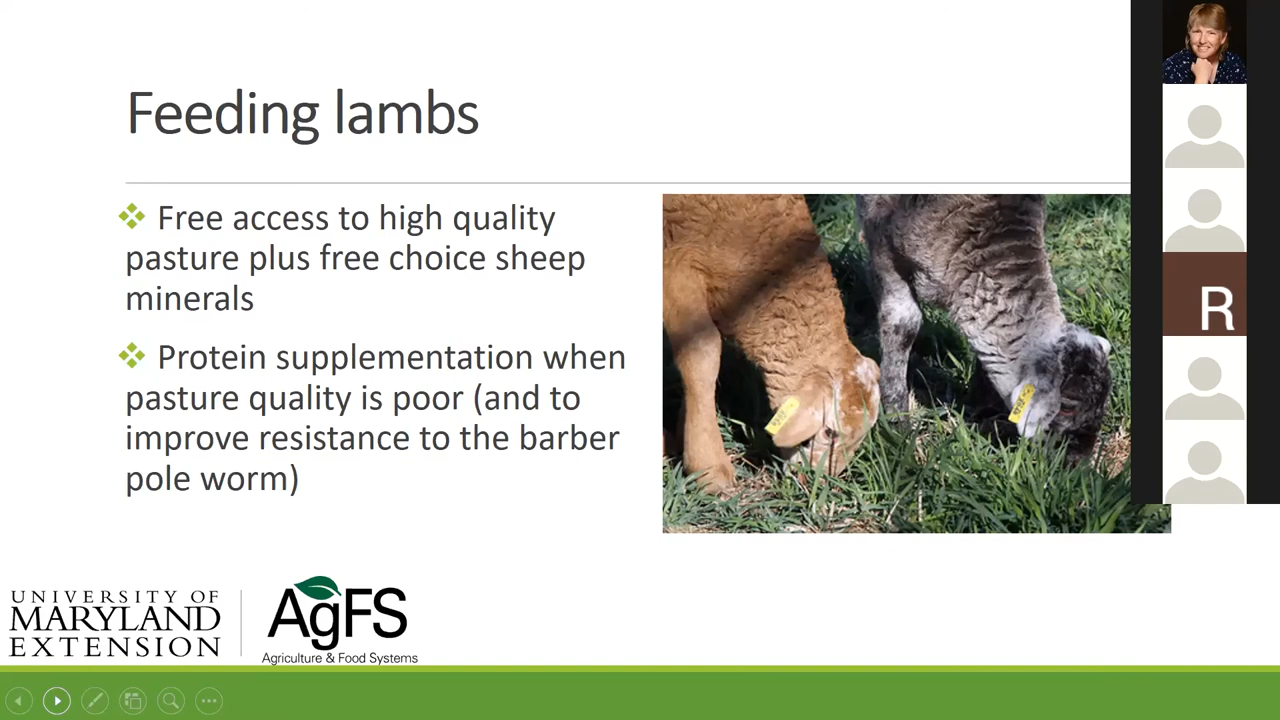 Feeding lambs
Free access to high quality
pasture plus free choice sheep
minerals
Protein supplementation when
pasture quality is poor (and to
improve resistance to the barber
pole worm)
R
UNIVERSITY OF
MARYLAND
EXTENSION
AgFS
Agriculture & Food Systems